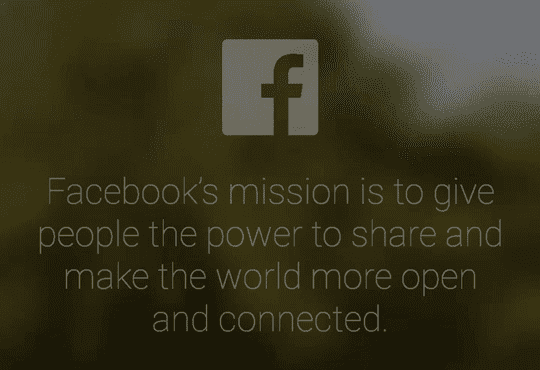 f
Facebook's mission is to give
people the power to share and
make the world more open
and connected.